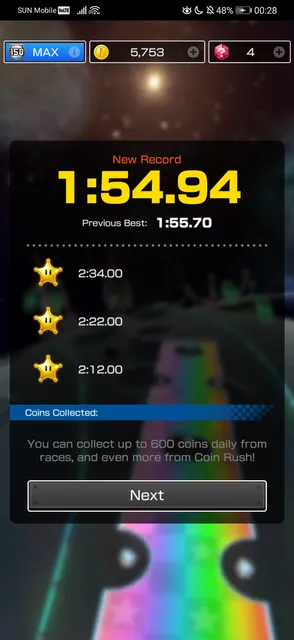 SUN Mobile VoLTE 48% 00:28
150 MAX i 5,753 + 4 +
New Record
1:54.94
Previous Best: 1:55.70
2:34.00
2:22.00
2:12.00
Coins Collected:
You can collect up to 600 coins daily from
races, and even more from Coin Rush!
Next